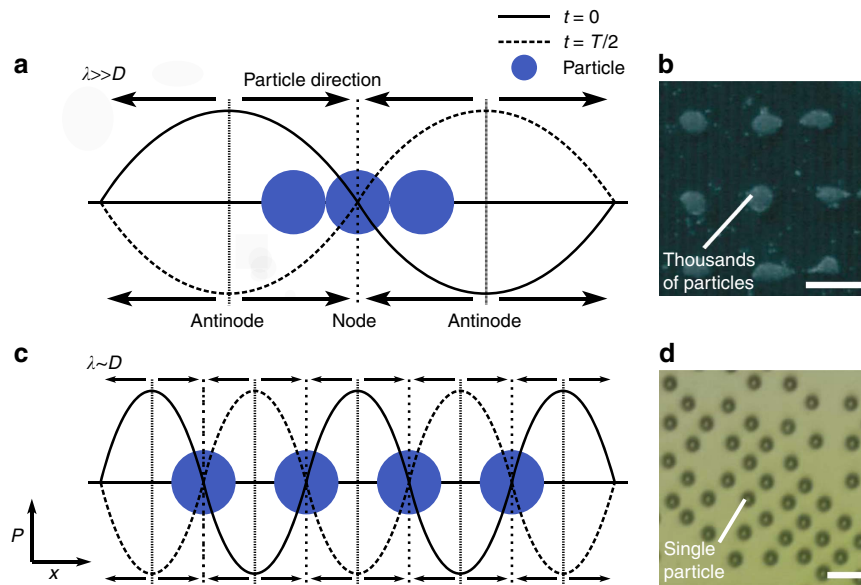 t = 0
t = T/2
Particle
a
λ>>D
Particle direction
b
Thousands
of particles
Antinode
Node
Antinode
c
λ~D
d
P
x
Single
particle